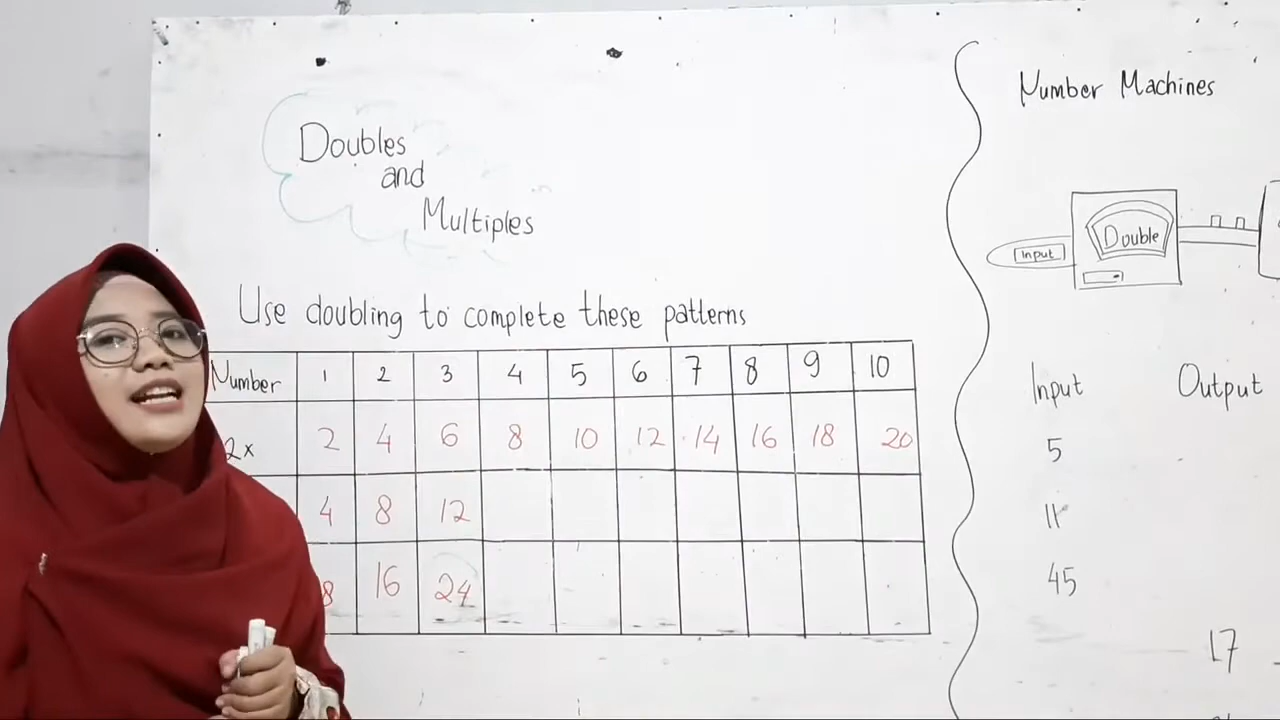 Doubles
and
Multiples
Use doubling to complete these patterns
Number 1 2 3 4 5 6 7 8 9 10
2x 2 4 6 8 10 12 14 16 18 20
4 8 12
8 16 24
Number Machines
Input
Double
Input Output
5
11
45
17